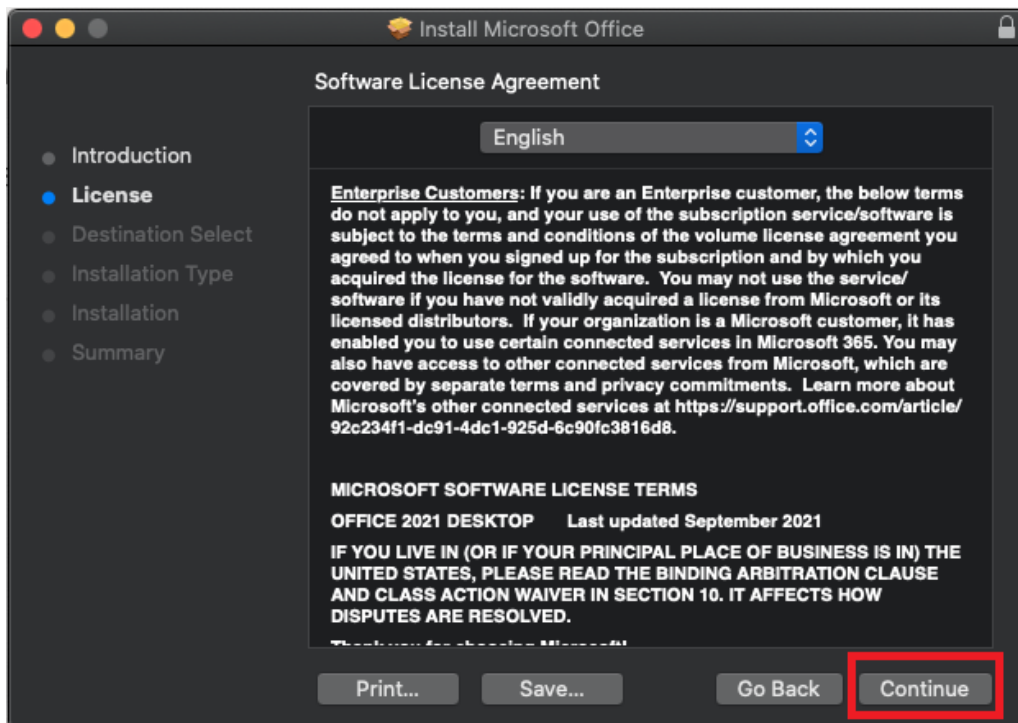 Install Microsoft Office
Software License Agreement
English
Introduction
License
Destination Select
Installation Type
Installation
Summary
Enterprise Customers: If you are an Enterprise customer, the below terms
do not apply to you, and your use of the subscription service/software is
subject to the terms and conditions of the volume license agreement you
agreed to when you signed up for the subscription and by which you
acquired the license for the software.  You may not use the service/
software if you have not validly acquired a license from Microsoft or its
licensed distributors.  If your organization is a Microsoft customer, it has
enabled you to use certain connected services in Microsoft 365. You may
also have access to other connected services from Microsoft, which are
covered by separate terms and privacy commitments.  Learn more about
Microsoft's other connected services at https://support.office.com/article/
92c234f1-dc91-4dc1-925d-6c90fc3816d8.
MICROSOFT SOFTWARE LICENSE TERMS
OFFICE 2021 DESKTOP Last updated September 2021
IF YOU LIVE IN (OR IF YOUR PRINCIPAL PLACE OF BUSINESS IS IN) THE
UNITED STATES, PLEASE READ THE BINDING ARBITRATION CLAUSE
AND CLASS ACTION WAIVER IN SECTION 10. IT AFFECTS HOW
DISPUTES ARE RESOLVED.
Thank you for choosing Microsoft!
Print...
Save...
Go Back
Continue